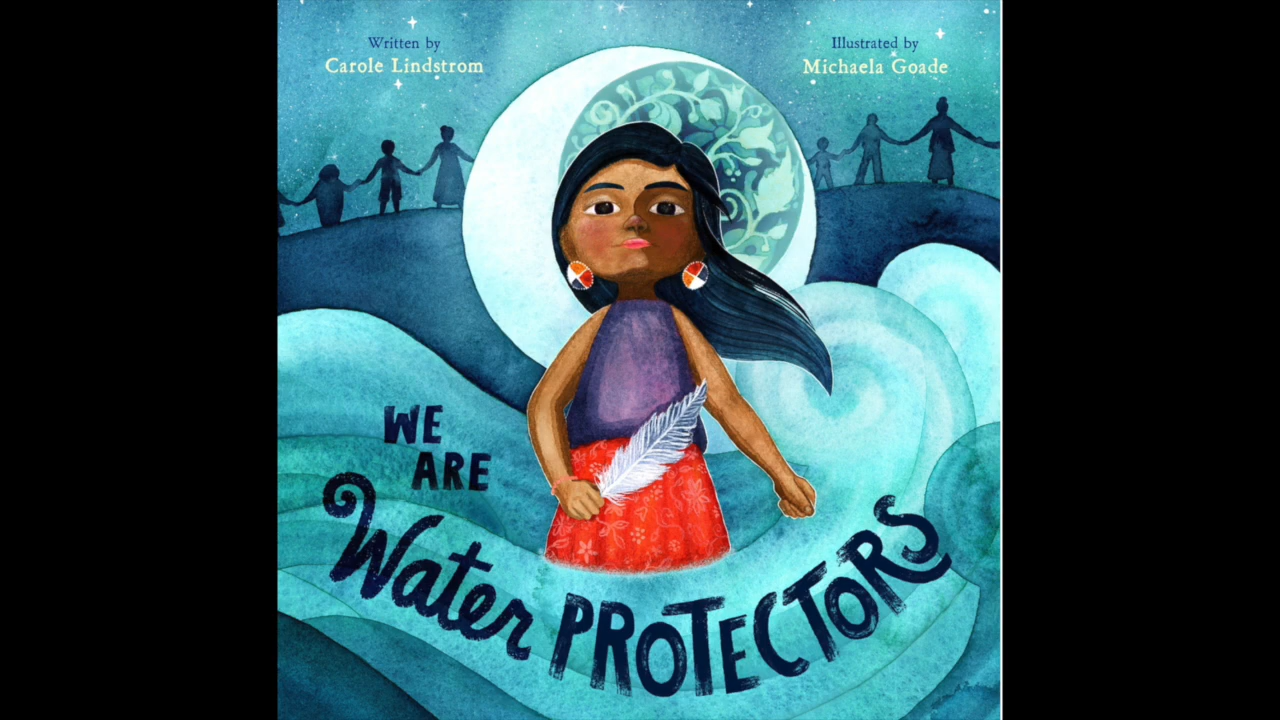 Written by
Carole Lindstrom
Illustrated by
Michaela Goade
WE
ARE
Water PROTECTORS